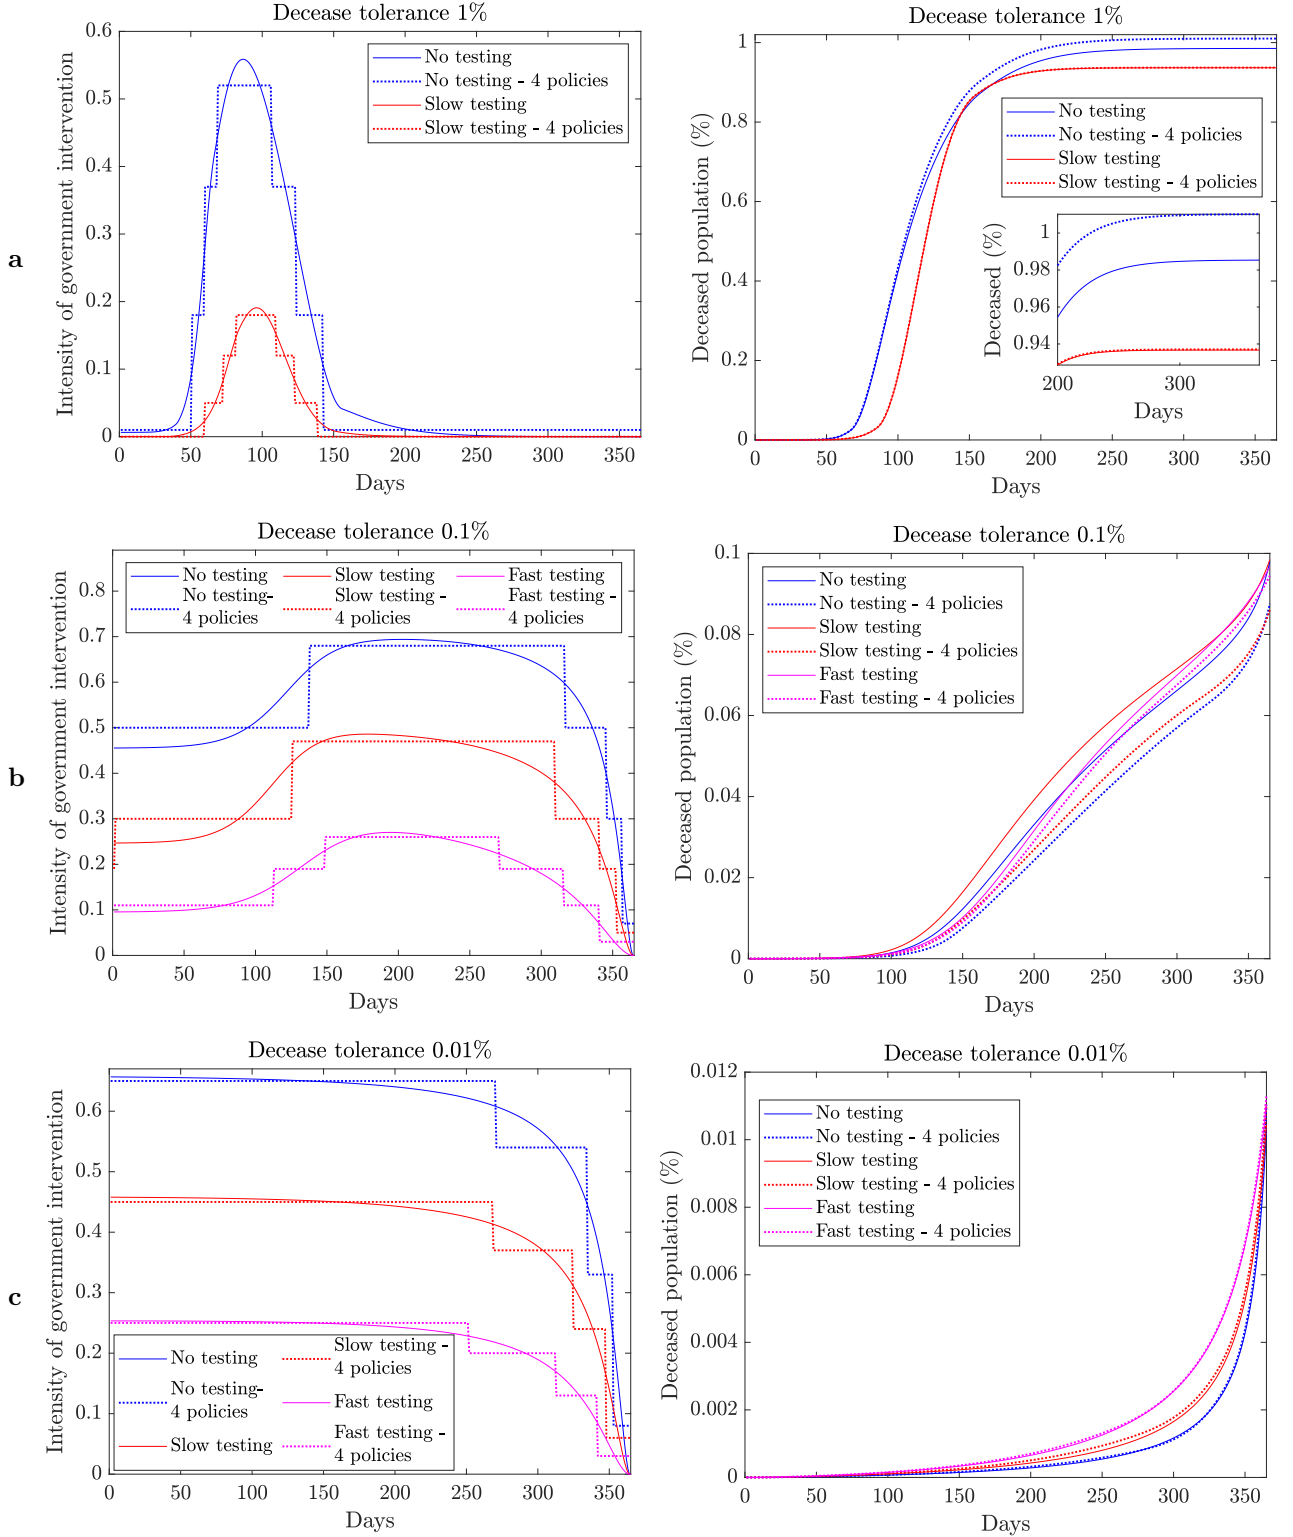 a
Decease tolerance 1%
Intensity of government intervention
0.6
0.5
0.4
0.3
0.2
0.1
0
No testing
No testing - 4 policies
Slow testing
Slow testing - 4 policies
0 50 100 150 200 250 300 350
Days
Decease tolerance 1%
Deceased population (%)
1
0.8
0.6
0.4
0.2
0
No testing
No testing - 4 policies
Slow testing
Slow testing - 4 policies
Deceased (%)
1
0.98
0.96
0.94
200 300
Days
0 50 100 150 200 250 300 350
Days
b
Decease tolerance 0.1%
Intensity of government intervention
0.8
0.7
0.6
0.5
0.4
0.3
0.2
0.1
0
No testing Slow testing Fast testing
No testing- Slow testing - Fast testing -
4 policies 4 policies 4 policies
0 50 100 150 200 250 300 350
Days
Decease tolerance 0.1%
Deceased population (%)
0.1
0.08
0.06
0.04
0.02
0
No testing
No testing - 4 policies
Slow testing
Slow testing - 4 policies
Fast testing
Fast testing - 4 policies
0 50 100 150 200 250 300 350
Days
c
Decease tolerance 0.01%
Intensity of government intervention
0.6
0.5
0.4
0.3
0.2
0.1
0
No testing
No testing-
4 policies
Slow testing
Slow testing -
4 policies
Fast testing
Fast testing -
4 policies
0 50 100 150 200 250 300 350
Days
Decease tolerance 0.01%
Deceased population (%)
0.012
0.01
0.008
0.006
0.004
0.002
0
No testing
No testing - 4 policies
Slow testing
Slow testing - 4 policies
Fast testing
Fast testing - 4 policies
0 50 100 150 200 250 300 350
Days